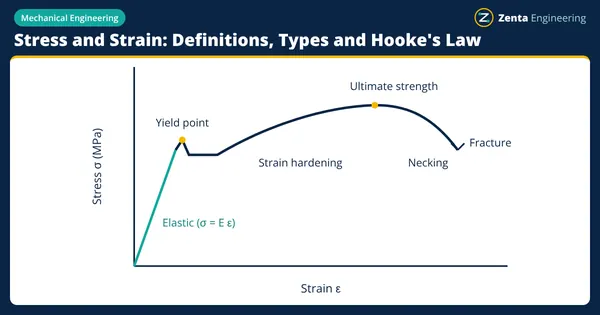 Mechanical Engineering
Zenta Engineering
Stress and Strain: Definitions, Types and Hooke's Law
Ultimate strength
Yield point
Fracture
Strain hardening
Necking
Stress σ (MPa)
Elastic (σ = E ε)
Strain ε